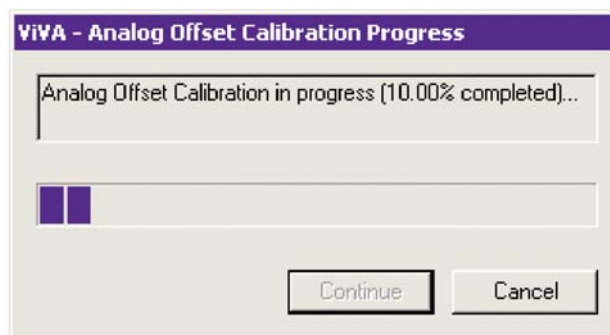 ViVA - Analog Offset Calibration Progress
Analog Offset Calibration in progress (10.00% completed)...
Continue
Cancel